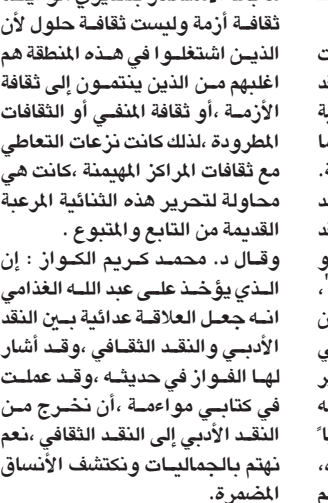 ثقافة أزمة وليست ثقافة حلول لأن
الذين اشتغلوا في هذه المنطقة هم
اغلبهم من الذين ينتمون إلى ثقافة
الأزمة ،أو ثقافة المنفي أو الثقافات
المطرودة ،لذلك كانت نزعات التعاطي
مع ثقافات المراكز المهيمنة ،كانت هي
محاولة لتحرير هذه الثنائية المرعبة
القديمة من التابع والمتبوع .
وقال د. محمد كريم الكواز : إن
الذي يؤخذ على عبد الله الغذامي
انه جعل العلاقة عدائية بين النقد
الأدبي والنقد الثقافي ،وقد أشار
لها الفواز في حديثه ،وقد عملت
في كتابي مواءمة ،أن نخرج من
النقد الأدبي إلى النقد الثقافي ،نعم
نهتم بالجماليات ونكتشف الأنساق
المضمرة.